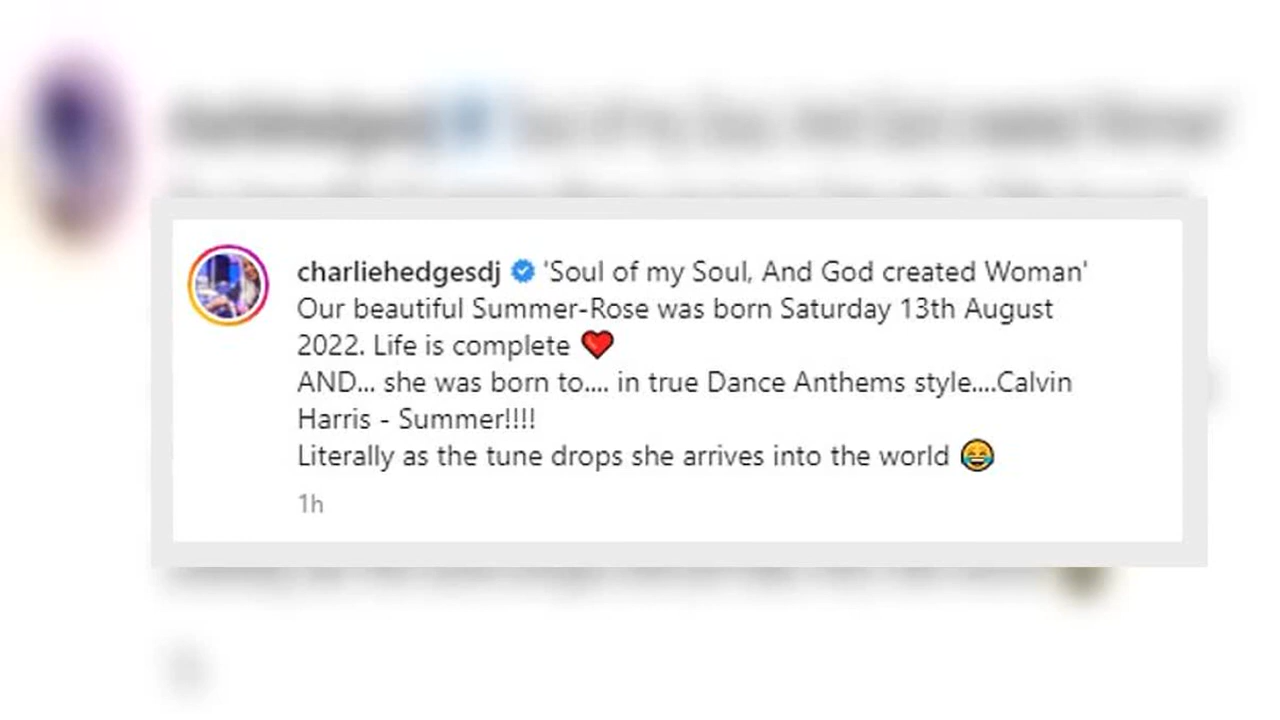 charliehedgesdj 'Soul of my Soul, And God created Woman'
Our beautiful Summer-Rose was born Saturday 13th August
2022. Life is complete ❤️
AND... she was born to.... in true Dance Anthems style....Calvin
Harris - Summer!!!!
Literally as the tune drops she arrives into the world 😂
1h